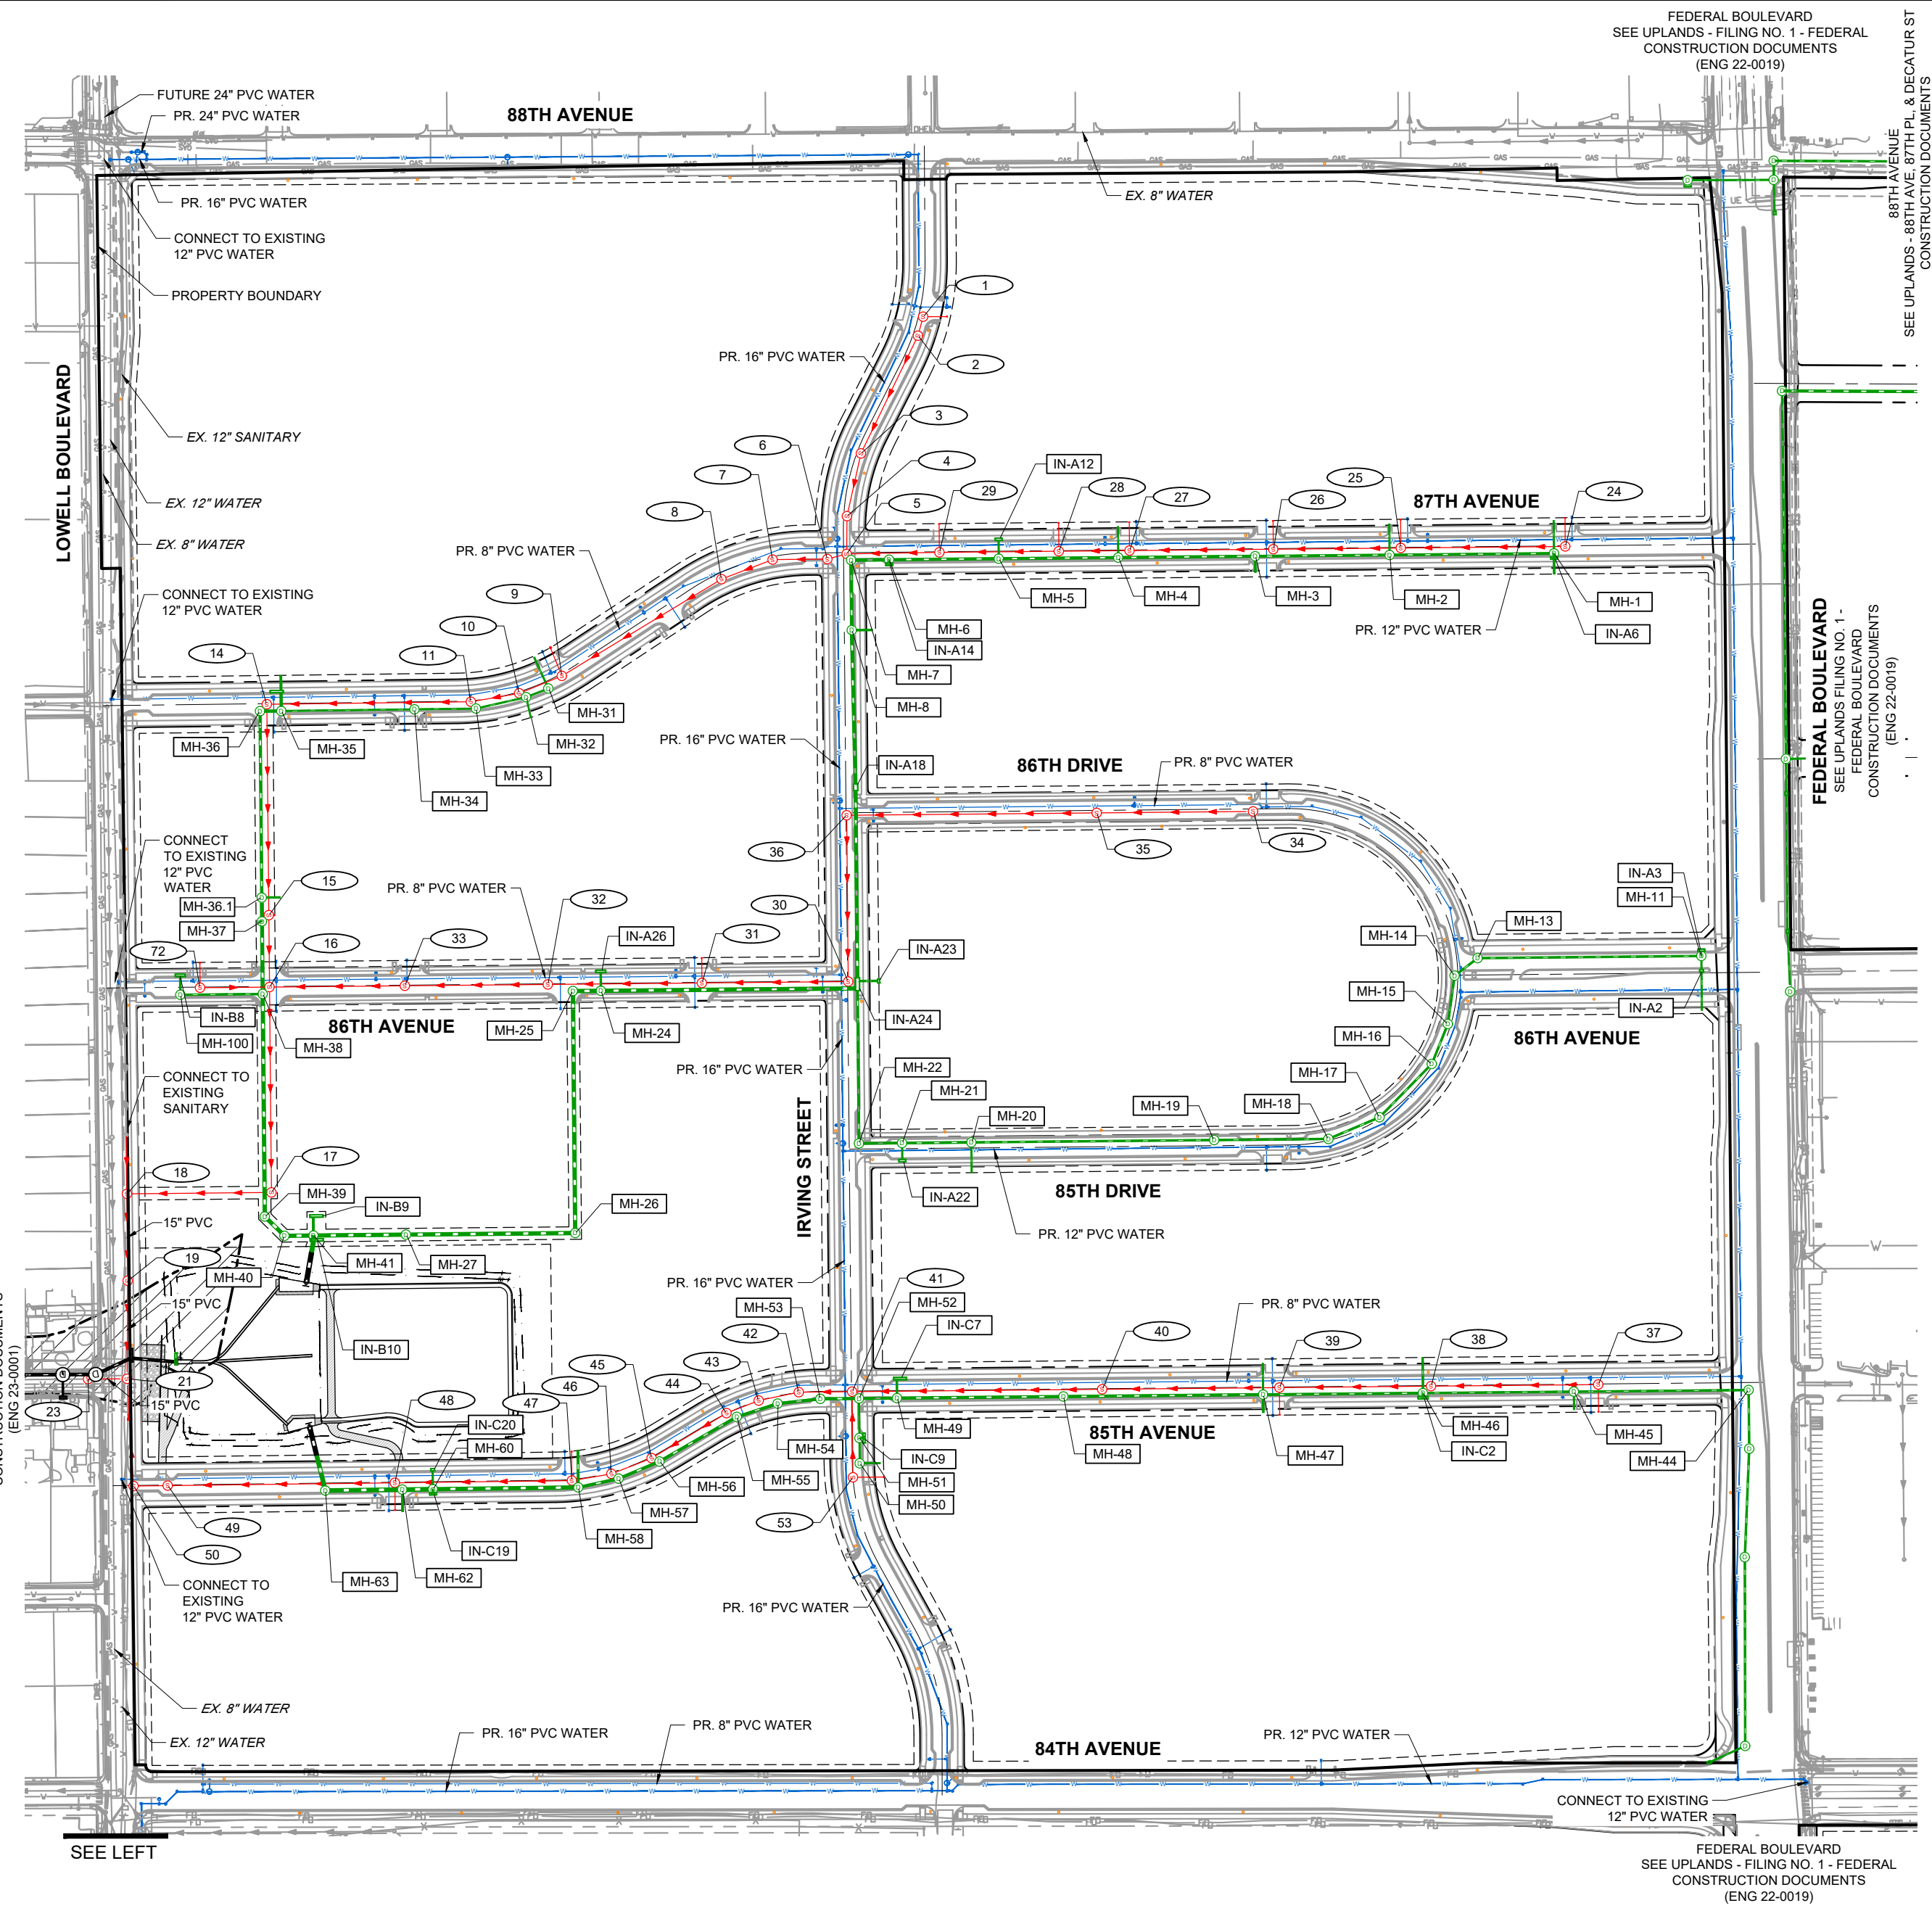 FEDERAL BOULEVARD
SEE UPLANDS - FILING NO. 1 - FEDERAL
CONSTRUCTION DOCUMENTS
(ENG 22-0019)
88TH AVENUE
SEE UPLANDS - 88TH AVE, 87TH PL, & DECATUR ST
CONSTRUCTION DOCUMENTS
FUTURE 24" PVC WATER
PR. 24" PVC WATER
88TH AVENUE
PR. 16" PVC WATER
EX. 8" WATER
CONNECT TO EXISTING
12" PVC WATER
PROPERTY BOUNDARY
1
PR. 16" PVC WATER
2
LOWELL BOULEVARD
3
EX. 12" SANITARY
6
4
IN-A12
7
5
29
28
27
25
26
24
87TH AVENUE
8
EX. 12" WATER
EX. 8" WATER
PR. 8" PVC WATER
9
CONNECT TO EXISTING
12" PVC WATER
MH-5
MH-4
MH-3
MH-2
MH-1
PR. 12" PVC WATER
IN-A6
10
MH-6
IN-A14
14
11
MH-7
MH-8
MH-31
MH-36
MH-35
MH-32
MH-33
MH-34
PR. 16" PVC WATER
IN-A18
86TH DRIVE
PR. 8" PVC WATER
FEDERAL BOULEVARD
SEE UPLANDS FILING NO. 1 -
FEDERAL BOULEVARD
CONSTRUCTION DOCUMENTS
(ENG 22-0019)
36
35
34
CONNECT
TO EXISTING
12" PVC
WATER
15
PR. 8" PVC WATER
32
30
IN-A3
MH-11
MH-36.1
MH-37
72
16
33
IN-A26
31
IN-A23
MH-14
MH-13
MH-15
IN-B8
MH-100
86TH AVENUE
MH-38
MH-25
MH-24
IN-A24
IN-A2
MH-16
86TH AVENUE
CONNECT TO
EXISTING
SANITARY
PR. 16" PVC WATER
MH-22
MH-21
MH-20
MH-19
MH-18
MH-17
IRVING STREET
18
17
MH-39
IN-B9
MH-26
IN-A22
85TH DRIVE
15" PVC
19
MH-40
MH-41
MH-27
PR. 12" PVC WATER
PR. 16" PVC WATER
41
15" PVC
MH-53
MH-52
IN-C7
PR. 8" PVC WATER
CONSTRUCTION DOCUMENTS
(ENG 23-0001)
IN-B10
42
40
39
38
37
21
45
43
44
46
48
47
23
15" PVC
IN-C20
MH-60
MH-54
MH-49
MH-48
85TH AVENUE
MH-47
MH-46
IN-C2
MH-45
MH-44
IN-C9
MH-51
MH-50
MH-55
MH-56
MH-57
53
49
50
MH-58
IN-C19
MH-62
MH-63
CONNECT TO
EXISTING
12" PVC WATER
PR. 16" PVC WATER
EX. 8" WATER
EX. 12" WATER
PR. 16" PVC WATER
PR. 8" PVC WATER
84TH AVENUE
PR. 12" PVC WATER
CONNECT TO EXISTING
12" PVC WATER
SEE LEFT
FEDERAL BOULEVARD
SEE UPLANDS - FILING NO. 1 - FEDERAL
CONSTRUCTION DOCUMENTS
(ENG 22-0019)